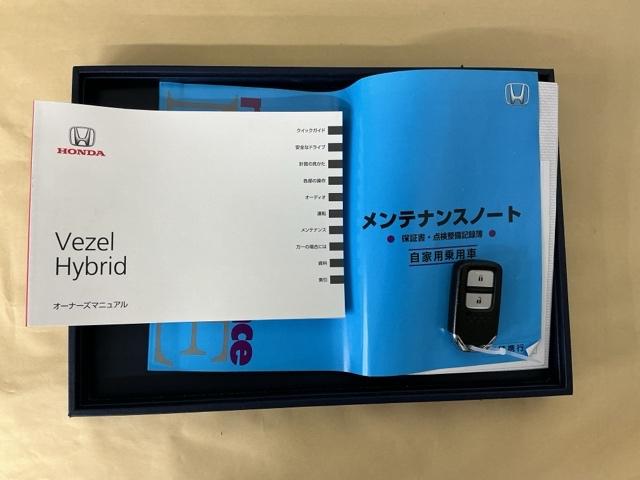 HONDA
Vezel
Hybrid
オーナーズマニュアル
クイックガイド
安全なドライブ
計器の見かた
各部の操作
オーディオ
運転
メンテナンス
万一の場合には
資料
索引
メンテナンスノート
保証書・点検整備記録簿
自家用乗用車